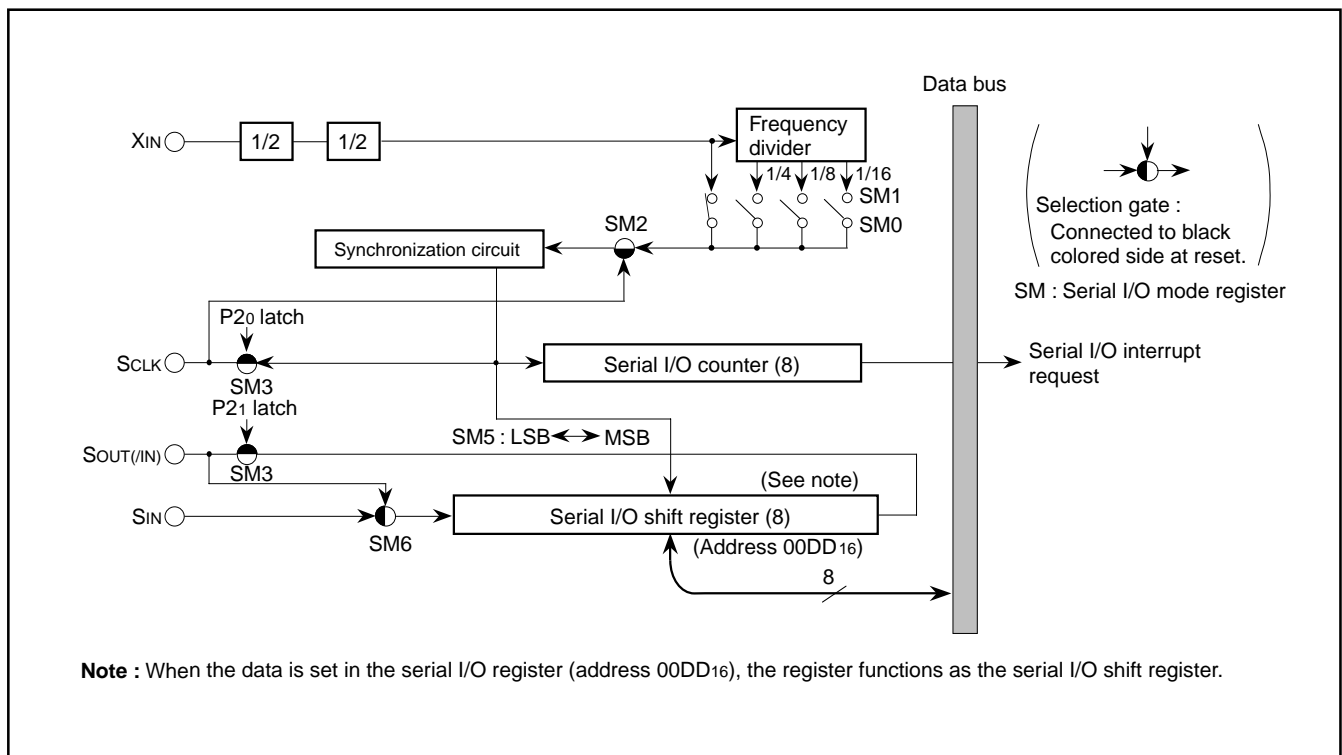 Data bus
XIN
1/2
1/2
Frequency
divider
1/4
1/8
1/16
SM1
SM0
SM2
Synchronization circuit
Selection gate :
Connected to black
colored side at reset.
SM : Serial I/O mode register
P20 latch
SCLK
SM3
Serial I/O counter (8)
Serial I/O interrupt
request
P21 latch
SM5 : LSB MSB
SOUT(/IN)
SM3
(See note)
SIN
SM6
Serial I/O shift register (8)
(Address 00DD16)
8
Note : When the data is set in the serial I/O register (address 00DD16), the register functions as the serial I/O shift register.